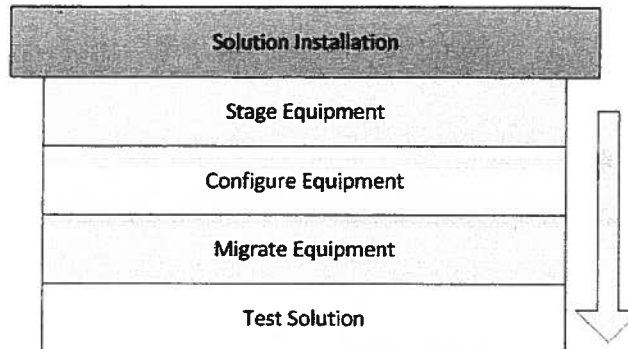 Solution Installation
Stage Equipment
Configure Equipment
Migrate Equipment
Test Solution